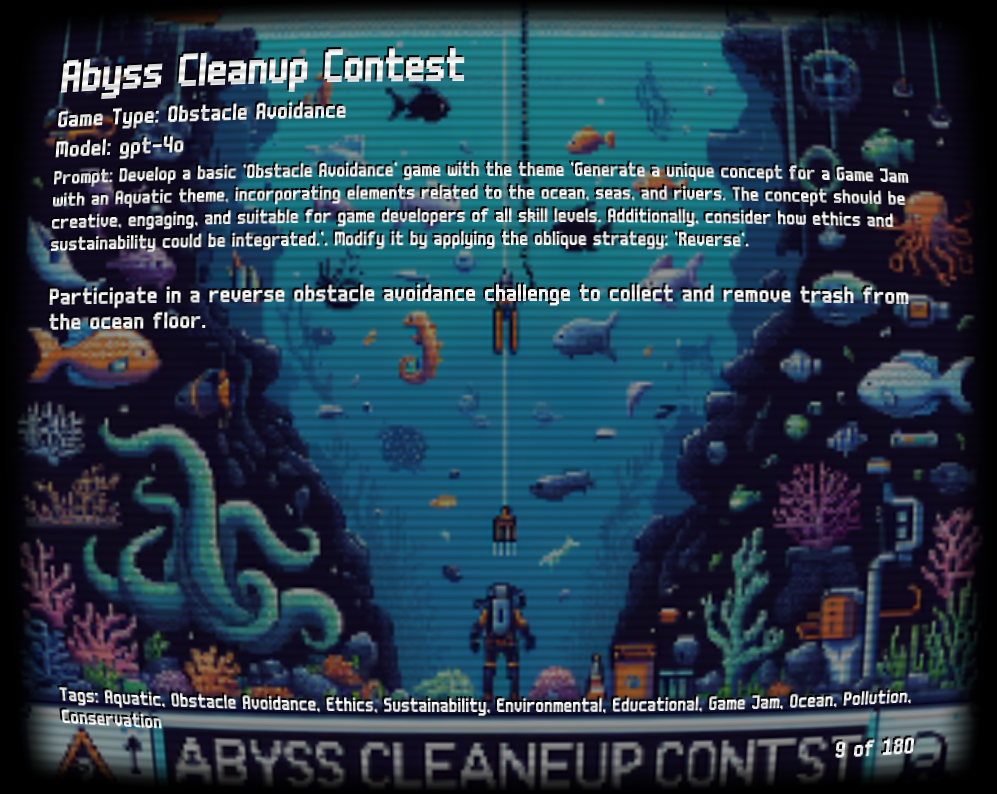 Abyss Cleanup Contest
Game Type: Obstacle Avoidance
Model: gpt-4o
Prompt: Develop a basic 'Obstacle Avoidance' game with the theme 'Generate a unique concept for a Game Jam
with an Aquatic theme, incorporating elements related to the ocean, seas, and rivers. The concept should be
creative, engaging, and suitable for game developers of all skill levels. Additionally, consider how ethics and
sustainability could be integrated.'. Modify it by applying the oblique strategy: 'Reverse'.
Participate in a reverse obstacle avoidance challenge to collect and remove trash from
the ocean floor.
Tags: Aquatic, Obstacle Avoidance, Ethics, Sustainability, Environmental, Educational, Game Jam, Ocean, Pollution,
Conservation
9 of 180
ABYSS CLEANEUP CONTST